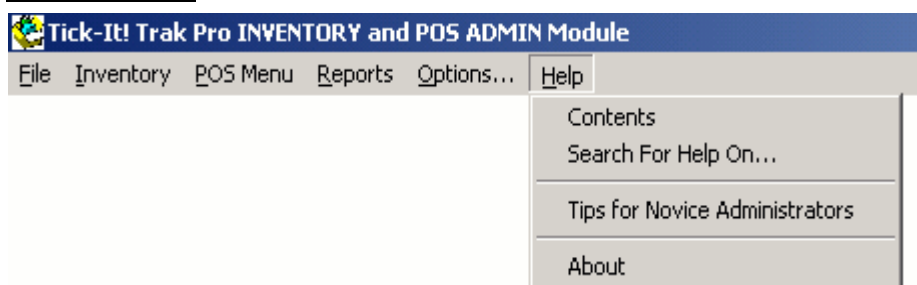 Tick-It! Trak Pro INVENTORY and POS ADMIN Module
File Inventory POS Menu Reports Options... Help
Contents
Search For Help On...
Tips for Novice Administrators
About